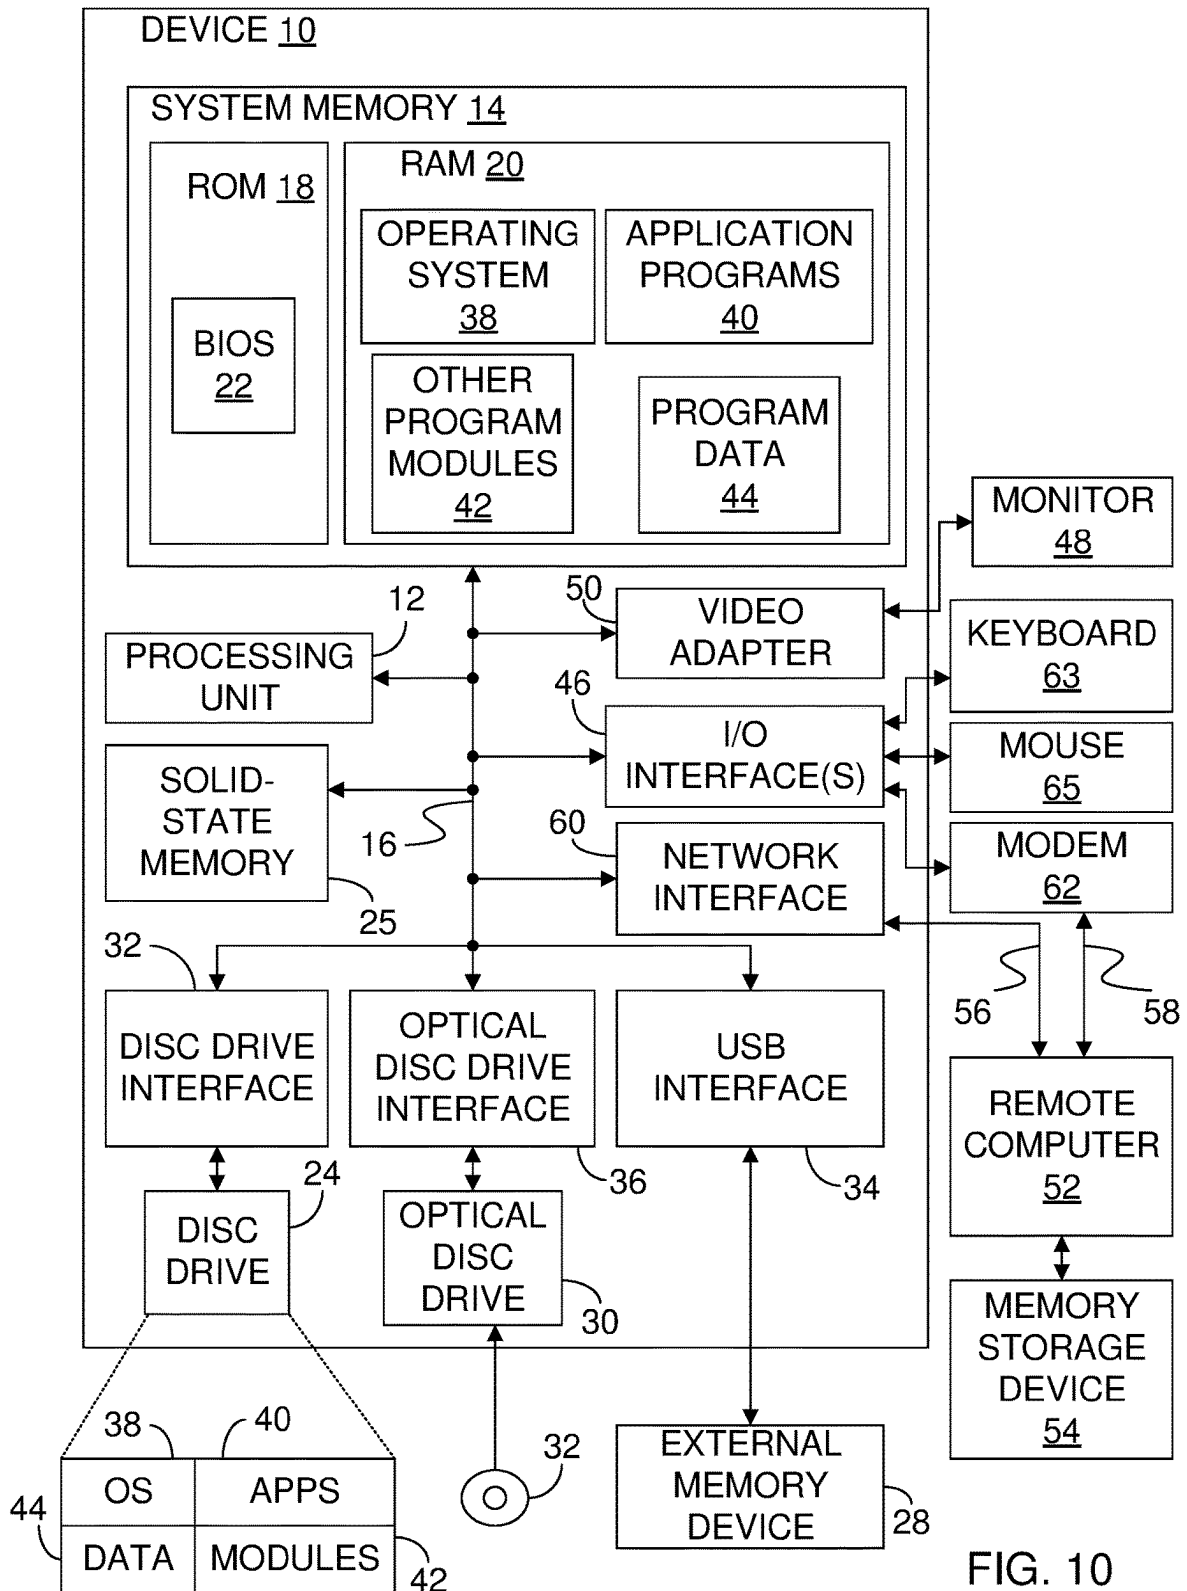 DEVICE 10
SYSTEM MEMORY 14
ROM 18
BIOS
22
RAM 20
OPERATING
SYSTEM
38
APPLICATION
PROGRAMS
40
OTHER
PROGRAM
MODULES
42
PROGRAM
DATA
44
MONITOR
48
12
PROCESSING
UNIT
50
VIDEO
ADAPTER
KEYBOARD
63
46
I/O
INTERFACE(S)
MOUSE
65
SOLID-
STATE
MEMORY
25
16
60
NETWORK
INTERFACE
MODEM
62
56
58
32
DISC DRIVE
INTERFACE
OPTICAL
DISC DRIVE
INTERFACE
36
USB
INTERFACE
34
REMOTE
COMPUTER
52
24
DISC
DRIVE
OPTICAL
DISC
DRIVE
30
MEMORY
STORAGE
DEVICE
54
38
40
OS
APPS
44
DATA
MODULES
42
32
EXTERNAL
MEMORY
DEVICE
28
FIG. 10